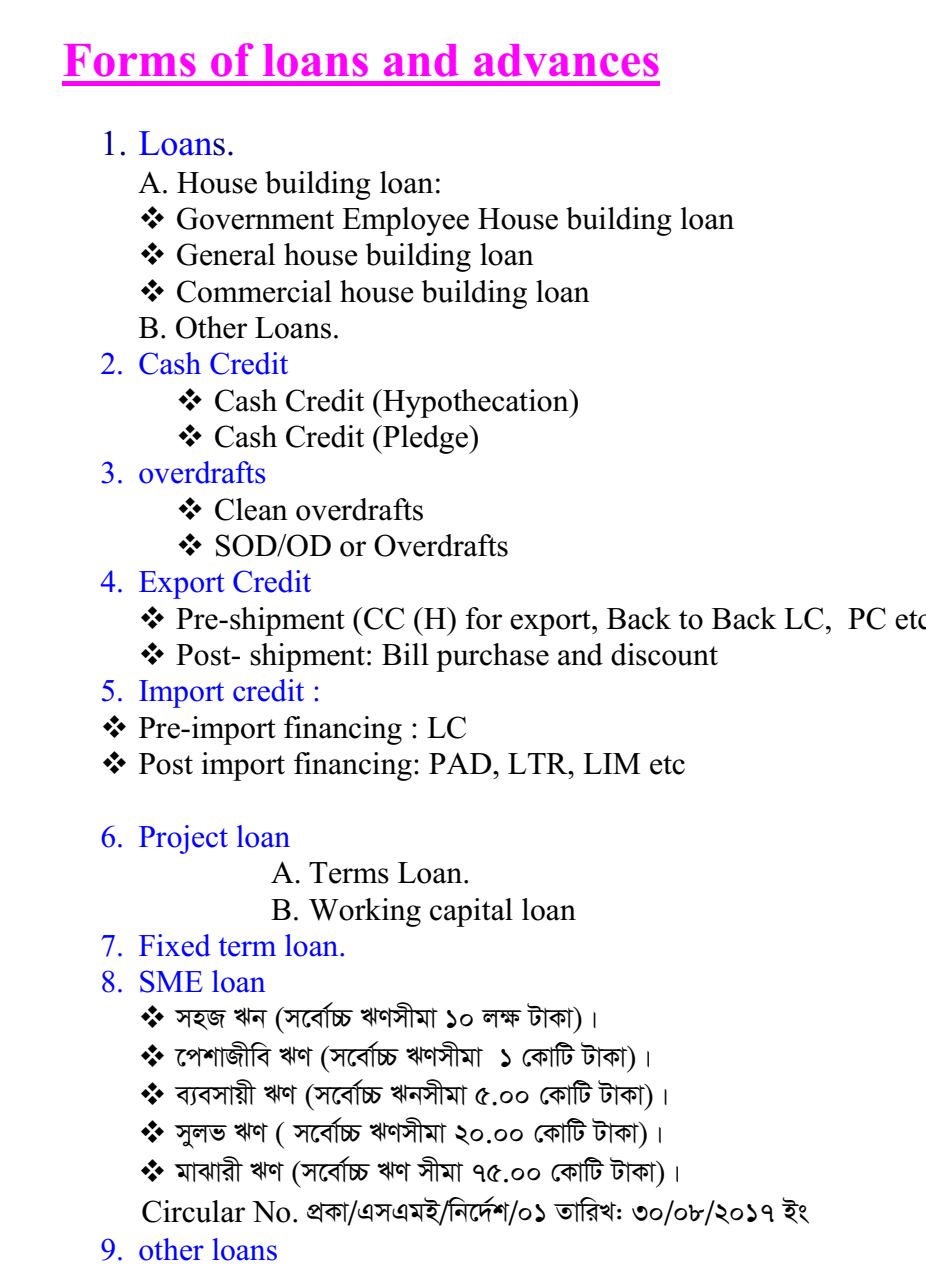 Forms of loans and advances
1. Loans.
A. House building loan:
❖ Government Employee House building loan
❖ General house building loan
❖ Commercial house building loan
B. Other Loans.
2. Cash Credit
❖ Cash Credit (Hypothecation)
❖ Cash Credit (Pledge)
3. overdrafts
❖ Clean overdrafts
❖ SOD/OD or Overdrafts
4. Export Credit
❖ Pre-shipment (CC (H) for export, Back to Back LC, PC etc
❖ Post- shipment: Bill purchase and discount
5. Import credit :
❖ Pre-import financing : LC
❖ Post import financing: PAD, LTR, LIM etc
6. Project loan
A. Terms Loan.
B. Working capital loan
7. Fixed term loan.
8. SME loan
❖ সহজ ঋন (সর্বোচ্চ ঋণসীমা ১০ লক্ষ টাকা)।
❖ পেশাজীবি ঋণ (সর্বোচ্চ ঋণসীমা ১ কোটি টাকা)।
❖ ব্যবসায়ী ঋণ (সর্বোচ্চ ঋনসীমা ৫.০০ কোটি টাকা)।
❖ সুলভ ঋণ ( সর্বোচ্চ ঋণসীমা ২০.০০ কোটি টাকা)।
❖ মাঝারী ঋণ (সর্বোচ্চ ঋণ সীমা ৭৫.০০ কোটি টাকা)।
Circular No. প্রকা/এসএমই/নির্দেশ/০১ তারিখ: ৩০/০৮/২০১৭ ইং
9. other loans